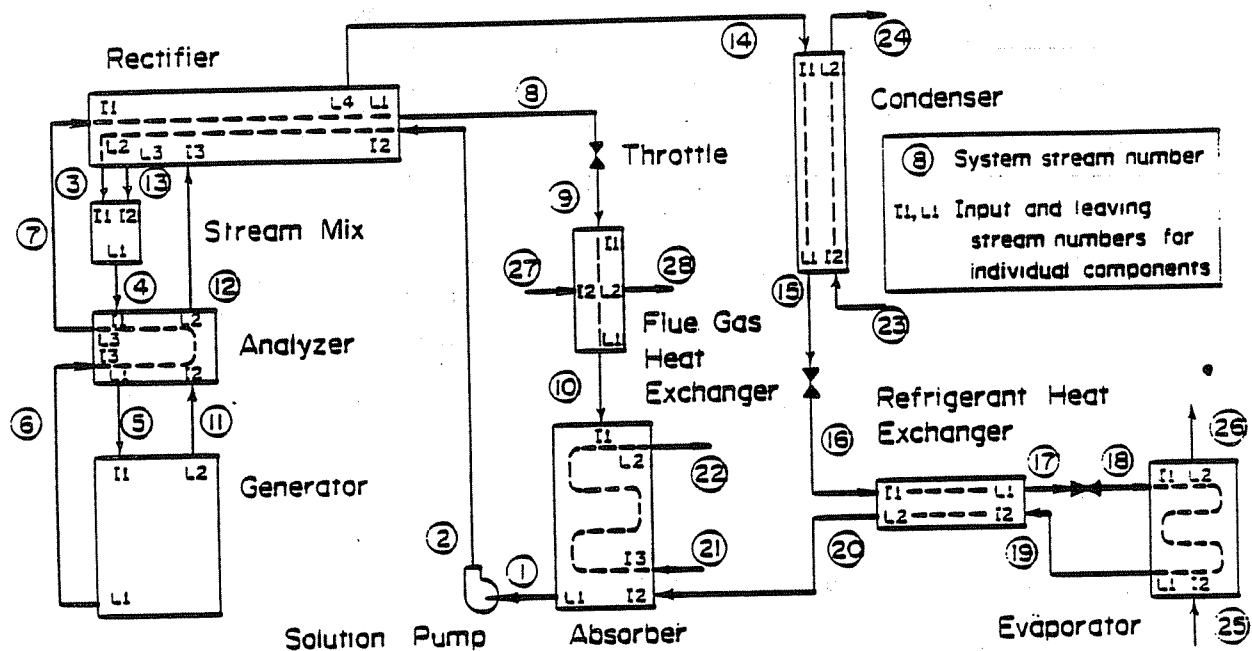 14
24
Rectifier
I1 L2
I1 L4 L1
8
Condenser
L2 L3 I3 I2
Throttle
8 System stream number
3 13
I1, L1 Input and leaving
stream numbers for
individual components
I1 I2
L1
Stream Mix
7
9
I1
27 28
I2 L2
L1
L1 I2
4 12
15
23
I1 L2
L3
I3
L1 I2
Analyzer
Flue Gas
Heat
Exchanger
10
Refrigerant Heat
Exchanger
6 5 11
16
26
I1
L2
22
17 18
I1 L2
I1 L2
Generator
I1 L1
L2 I2
2
21
20
19
1
I3
L1
L1 I2
L1 I2
Solution Pump
Absorber
Evaporator
25